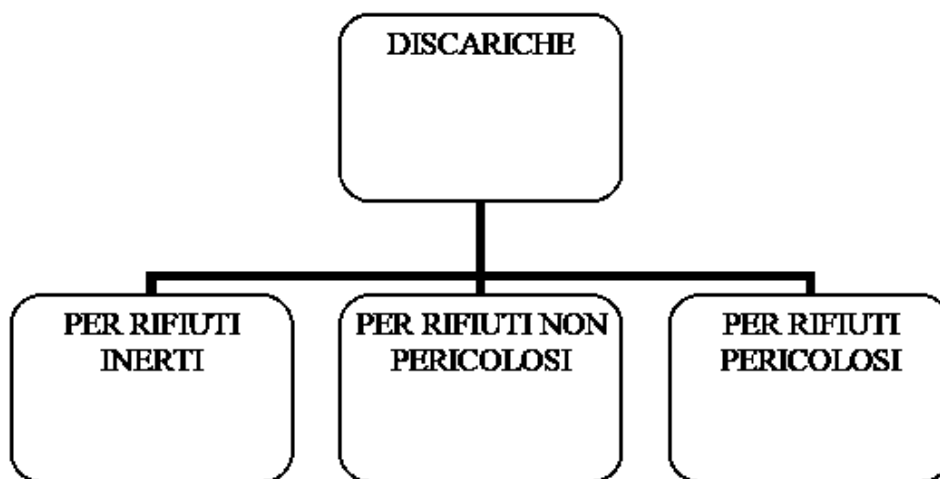 DISCARICHE
PER RIFIUTI
INERTI
PER RIFIUTI NON
PERICOLOSI
PER RIFIUTI
PERICOLOSI